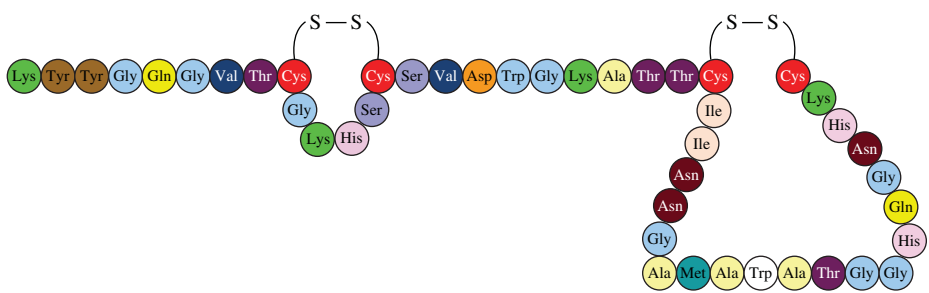 S — S S — S
Lys Tyr Tyr Gly Gln Gly Val Thr Cys Cys Ser Val Asp Trp Gly Lys Ala Thr Thr Cys Cys
Lys
Gly Ser Ile
His
Lys His Ile Asn
Asn Gly
Asn Gln
Gly His
Ala Met Ala Trp Ala Thr Gly Gly